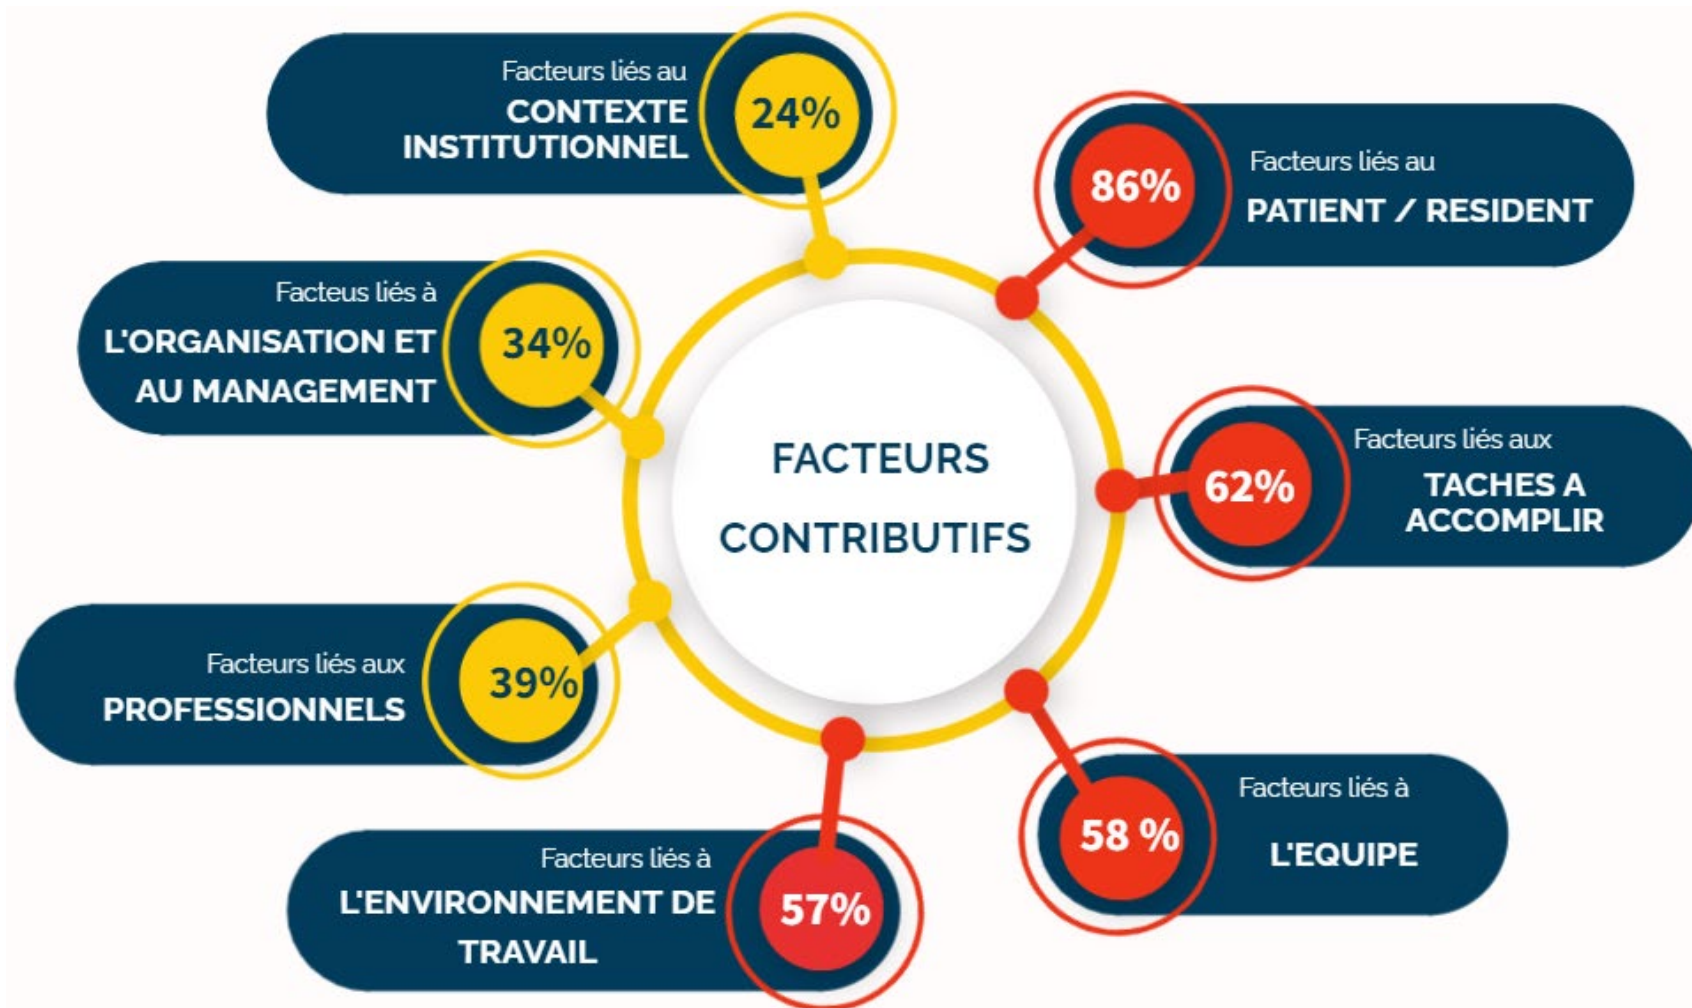 Facteurs liés au
CONTEXTE
INSTITUTIONNEL
24%
Facteurs liés au
PATIENT / RESIDENT
86%
Facteus liés à
L'ORGANISATION ET
AU MANAGEMENT
34%
FACTEURS
CONTRIBUTIFS
Facteurs liés aux
TACHES A
ACCOMPLIR
62%
Facteurs liés aux
PROFESSIONNELS
39%
Facteurs liés à
L'EQUIPE
58 %
Facteurs liés à
L'ENVIRONNEMENT DE
TRAVAIL
57%